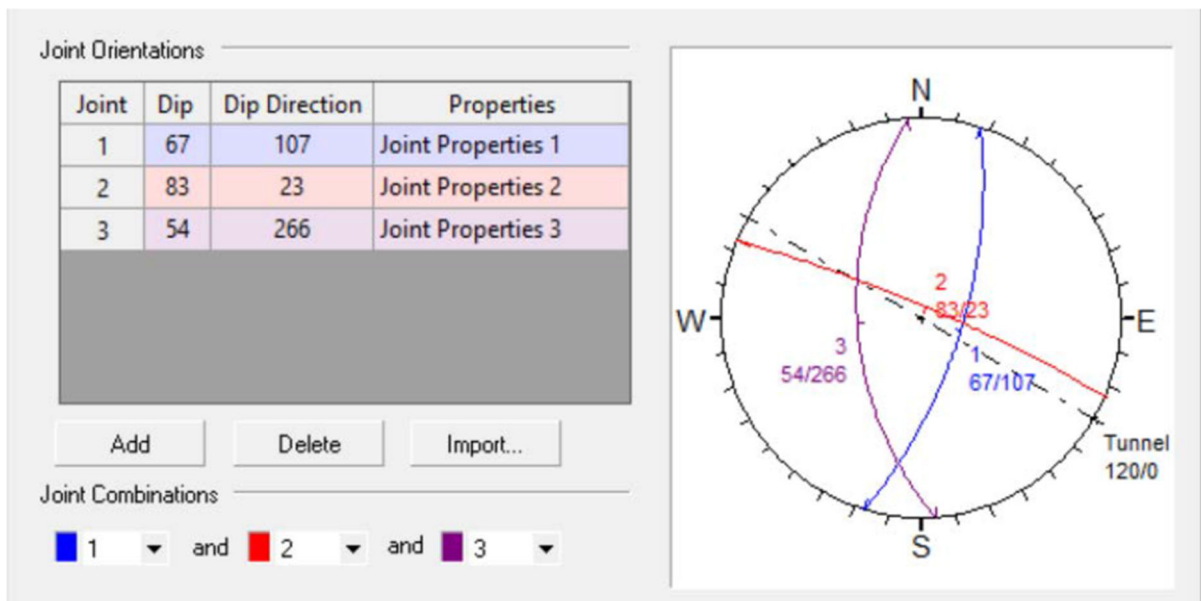 Joint Orientations
Joint Dip Dip Direction Properties
1 67 107 Joint Properties 1
2 83 23 Joint Properties 2
3 54 266 Joint Properties 3
Add Delete Import...
Joint Combinations
1 and 2 and 3
N
W
E
S
2
83/23
3
54/266
1
67/107
Tunnel
120/0